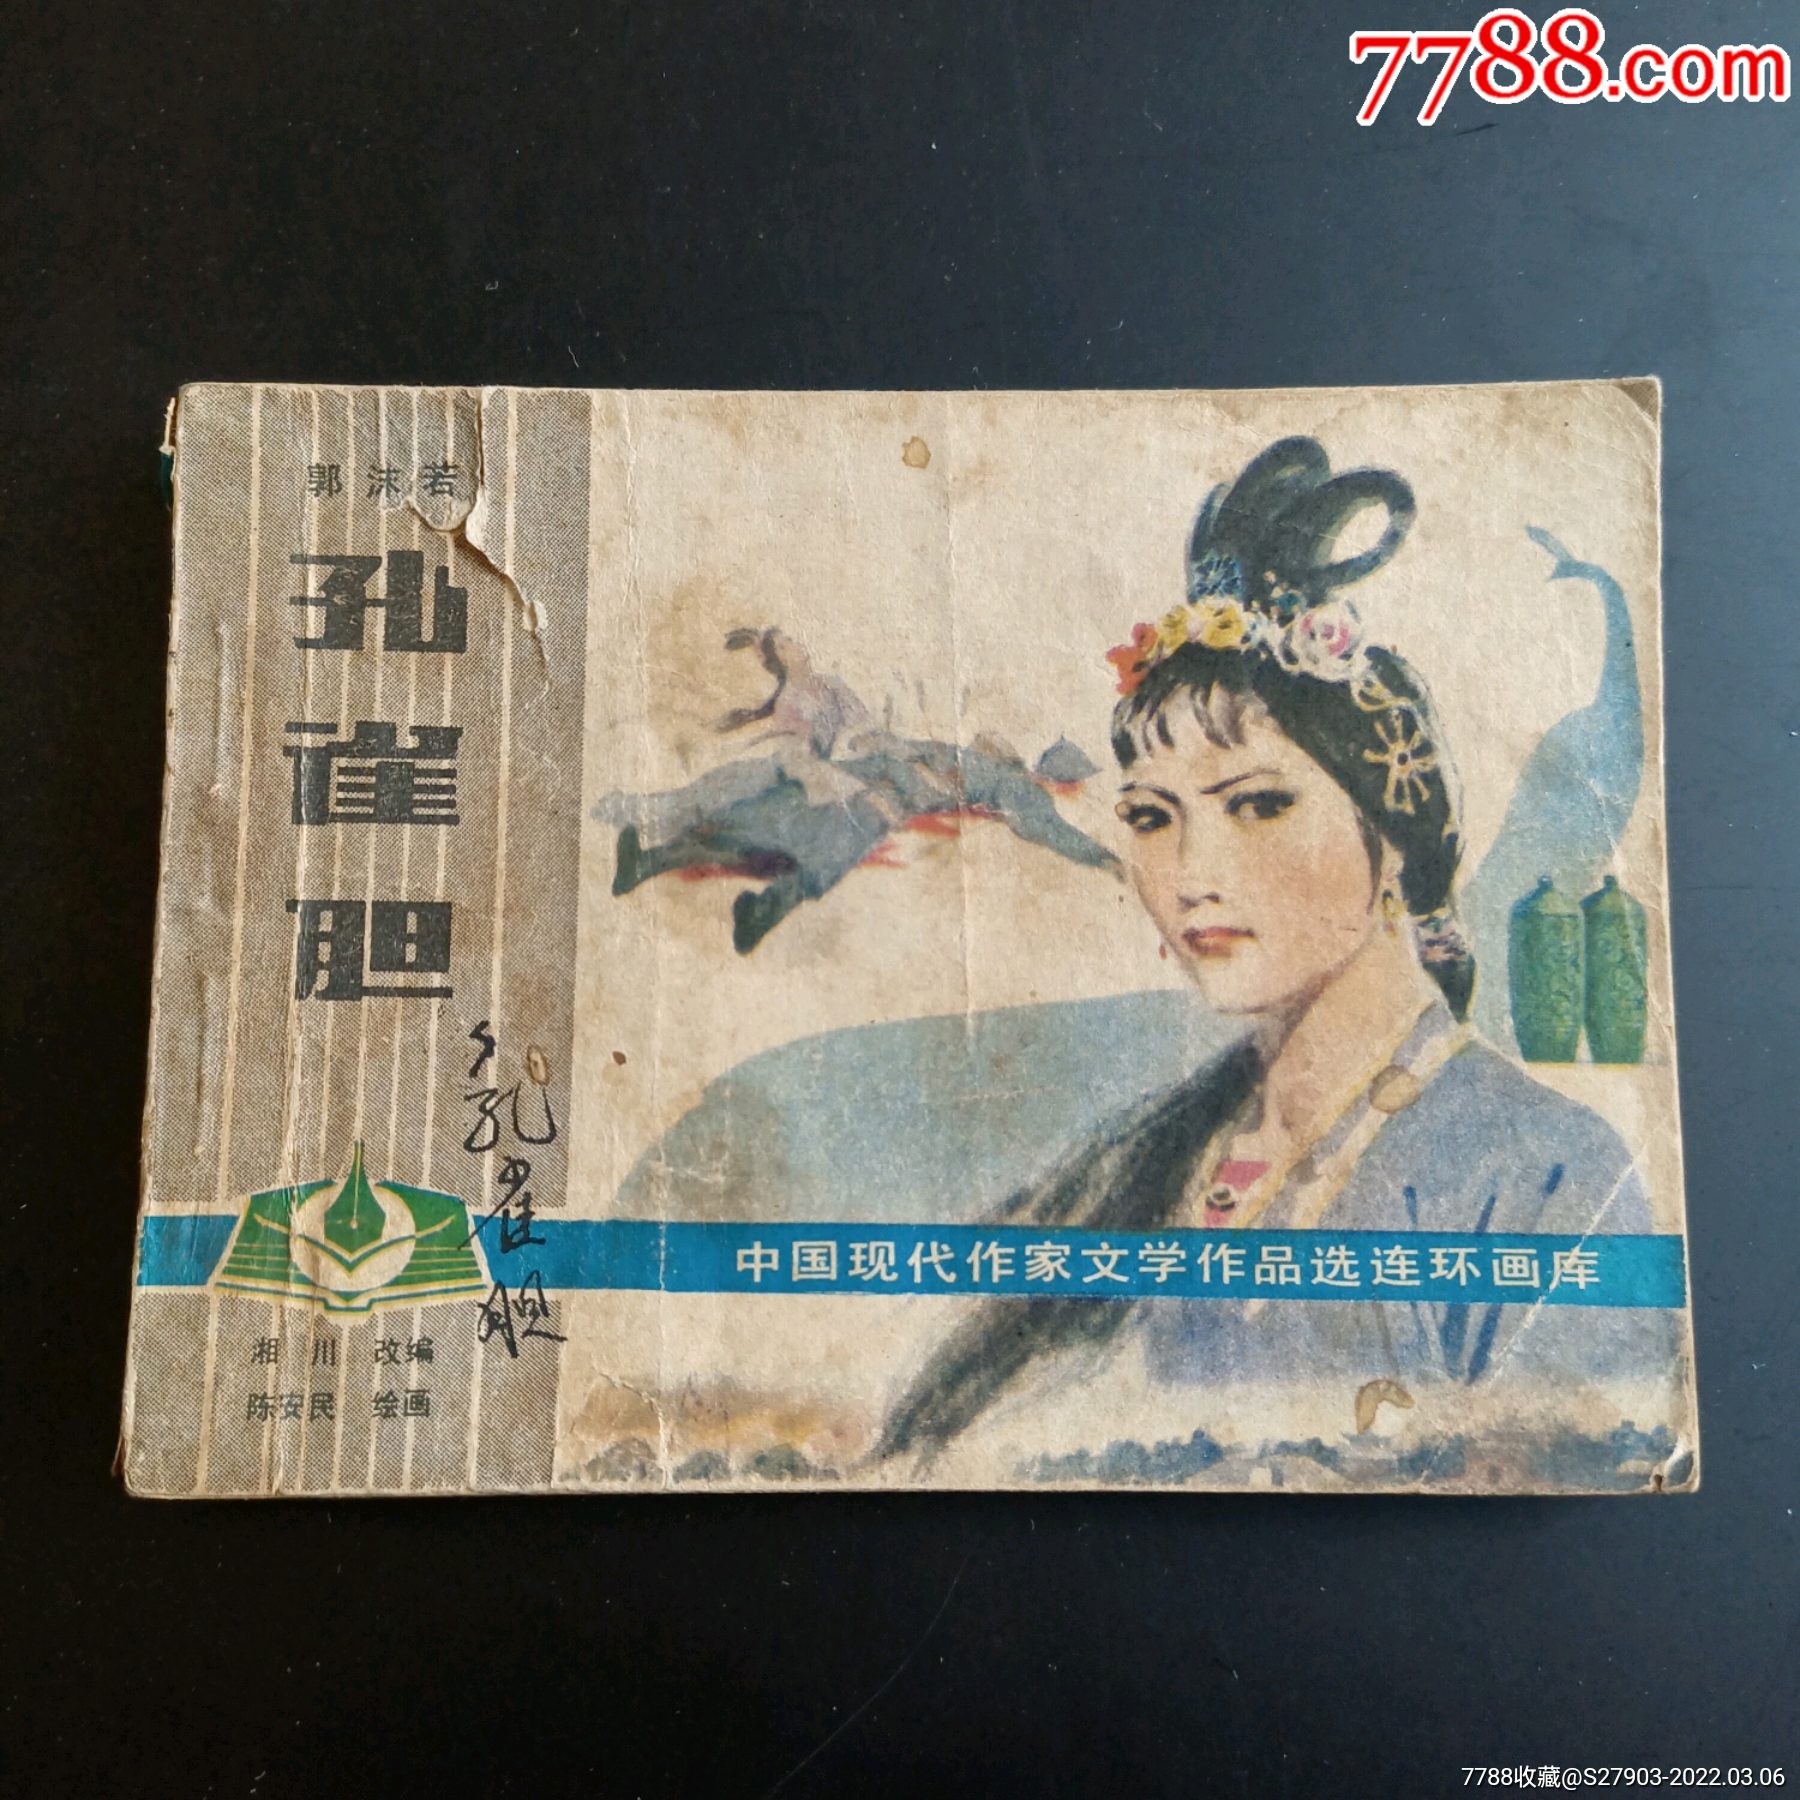 7788.com
郭沫若
孔雀胆
孔雀胆
中国现代作家文学作品选连环画库
湘川 改编
陈安民 绘画
7788收藏@S27903-2022.03.06